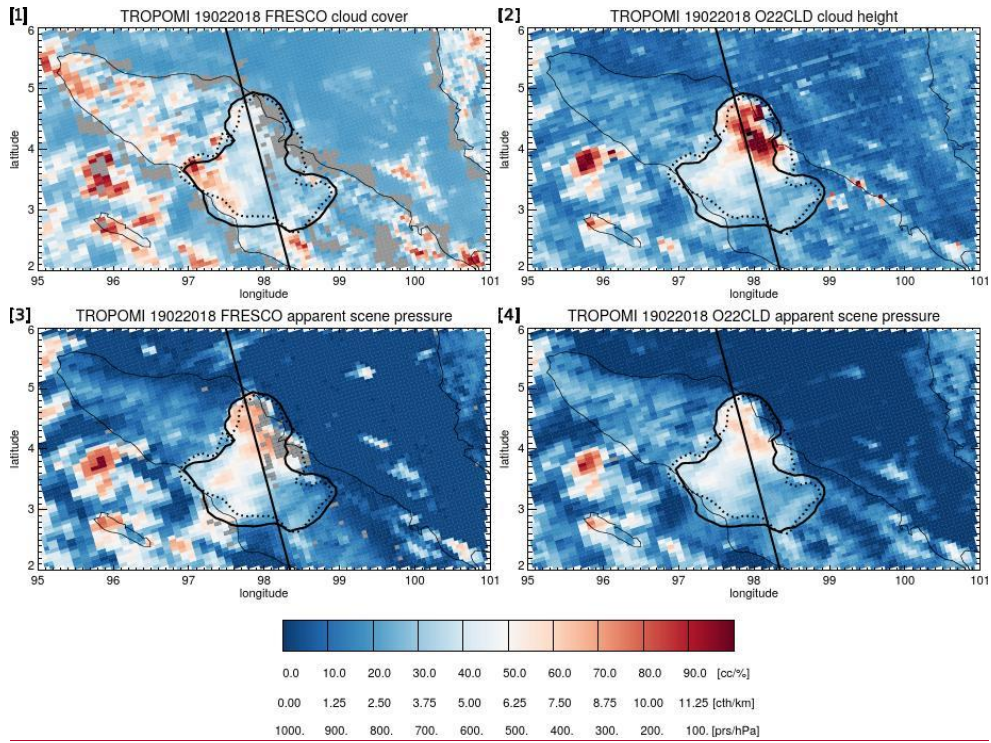 [1] TROPOMI 19022018 FRESCO cloud cover
6
5
4
3
2
latitude
95 96 97 98 99 100 101
longitude
[2] TROPOMI 19022018 O22CLD cloud height
6
5
4
3
2
latitude
95 96 97 98 99 100 101
longitude
[3] TROPOMI 19022018 FRESCO apparent scene pressure
6
5
4
3
2
latitude
95 96 97 98 99 100 101
longitude
[4] TROPOMI 19022018 O22CLD apparent scene pressure
6
5
4
3
2
latitude
95 96 97 98 99 100 101
longitude
0.0 10.0 20.0 30.0 40.0 50.0 60.0 70.0 80.0 90.0 [cc/%]
0.00 1.25 2.50 3.75 5.00 6.25 7.50 8.75 10.00 11.25 [cth/km]
1000. 900. 800. 700. 600. 500. 400. 300. 200. 100. [prs/hPa]